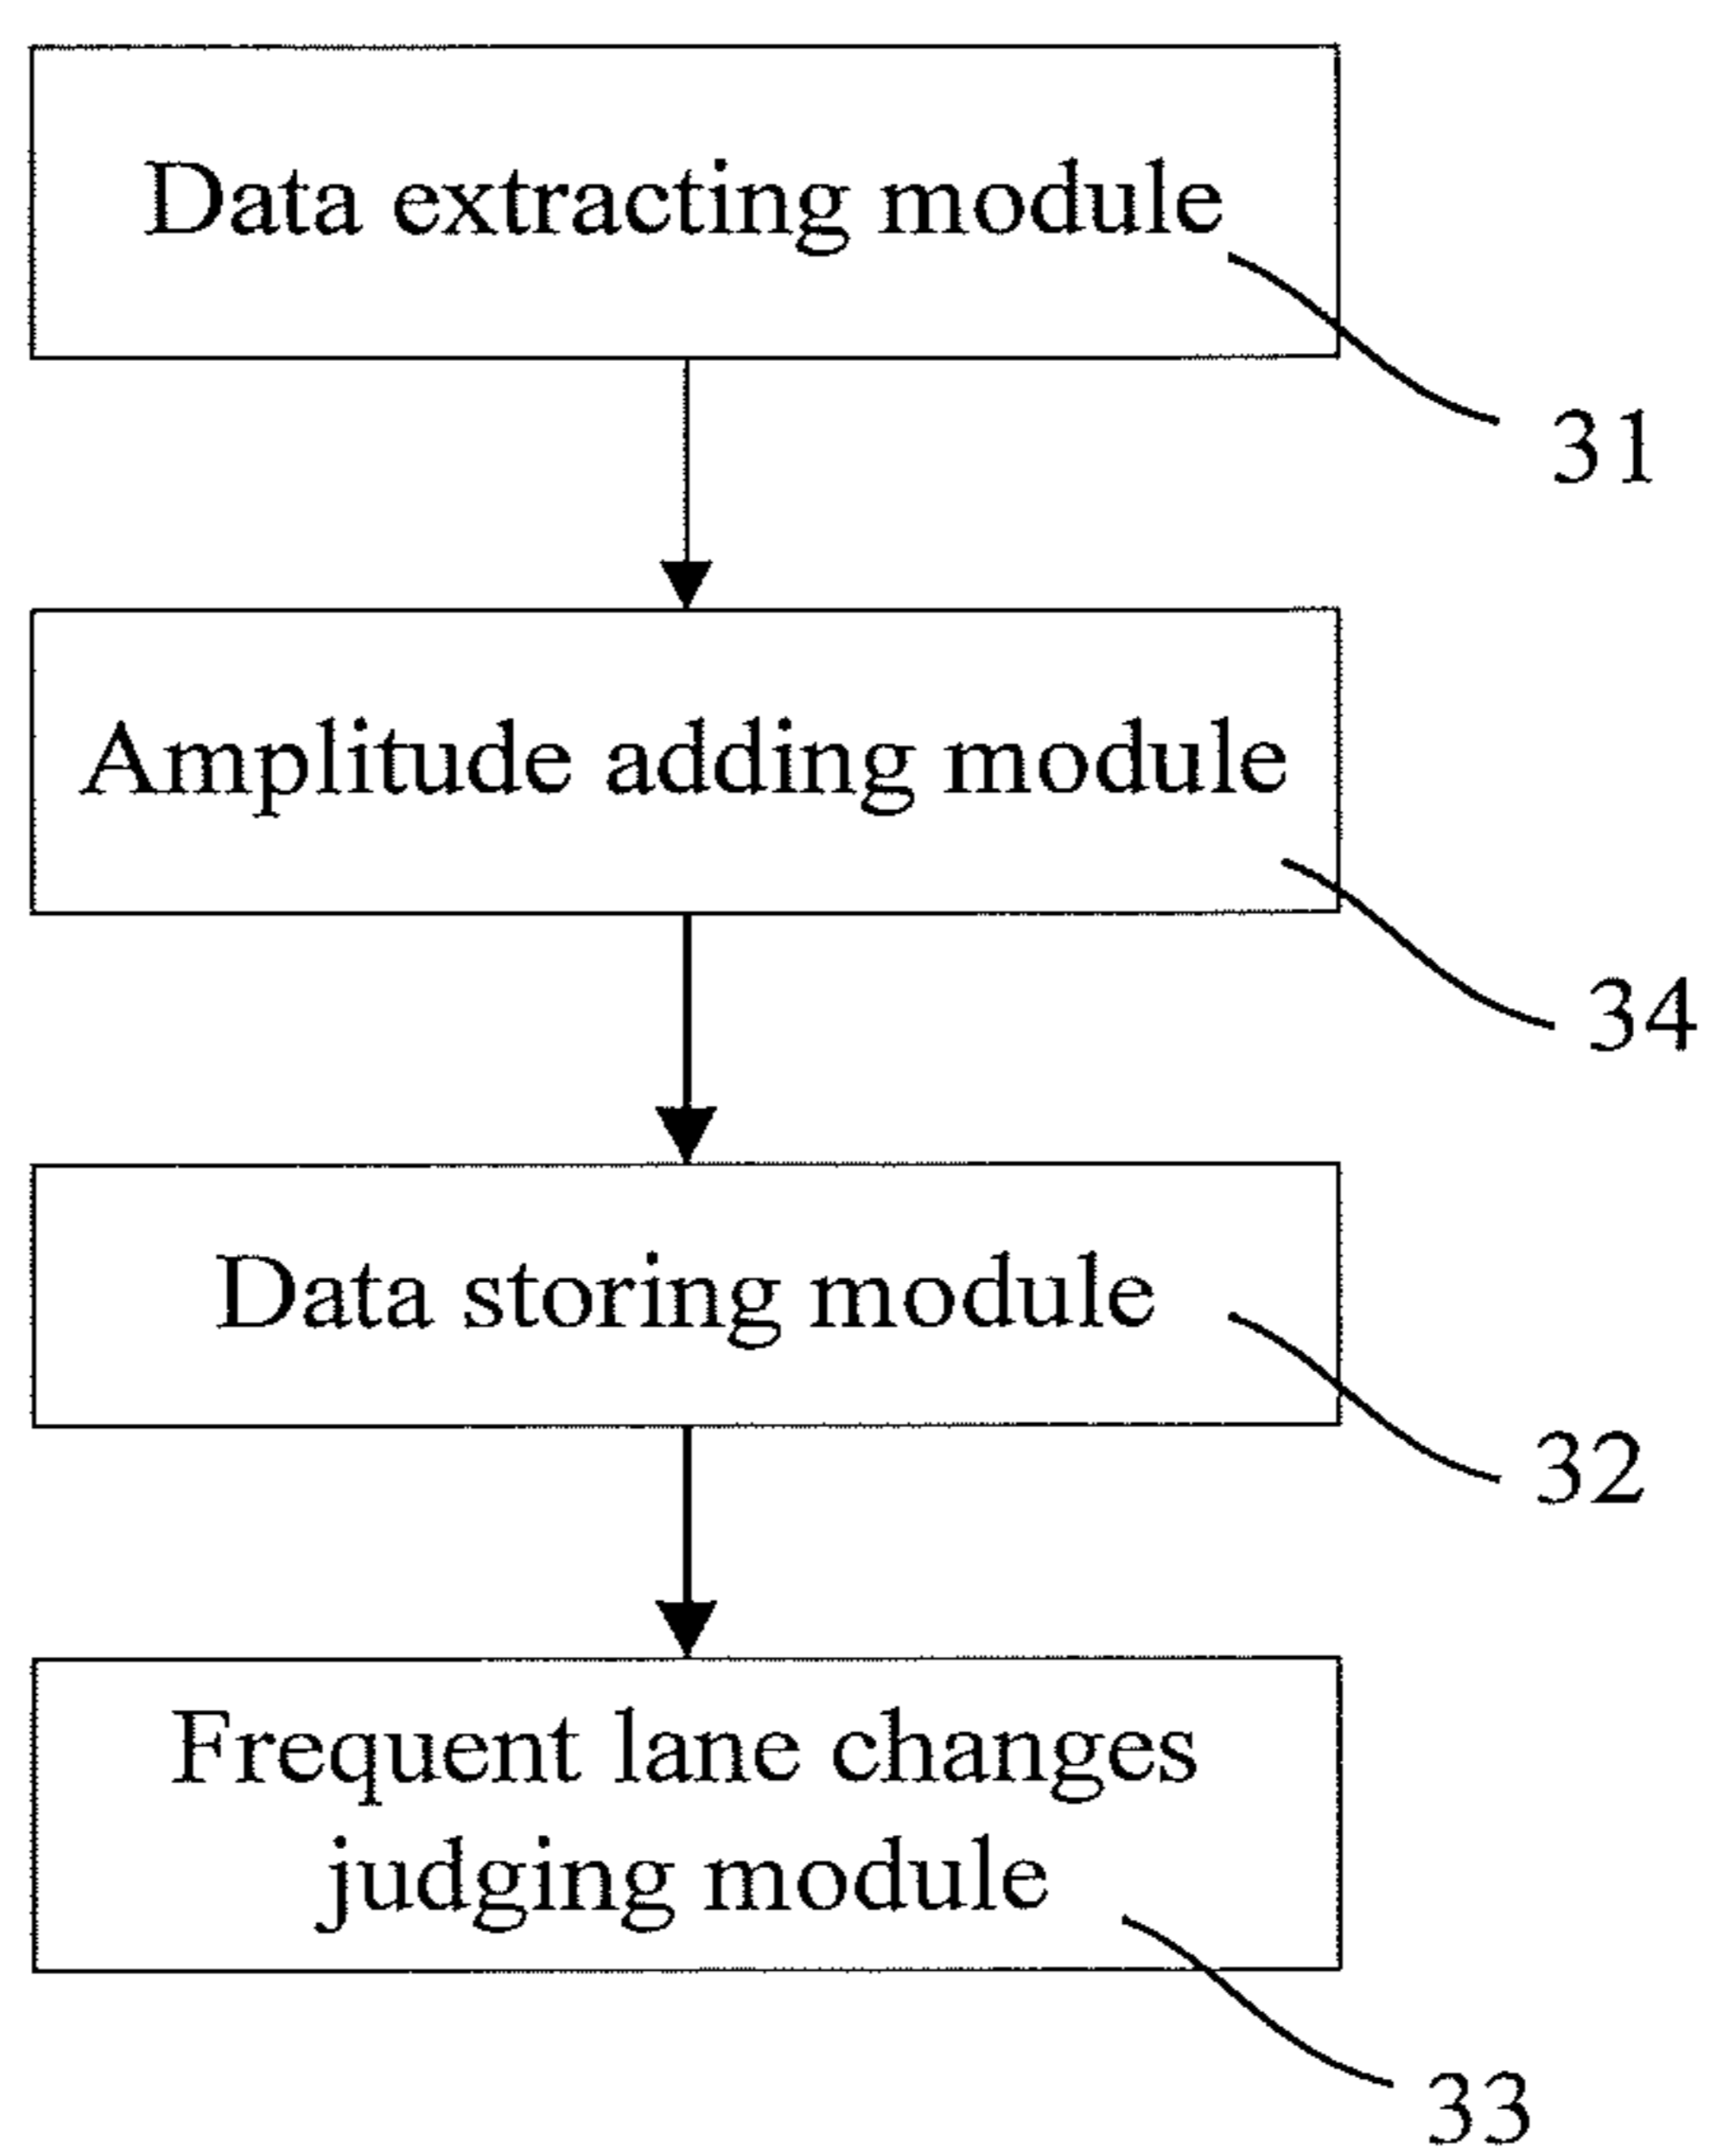 Data extracting module
31
Amplitude adding module
34
Data storing module
32
Frequent lane changes
judging module
33